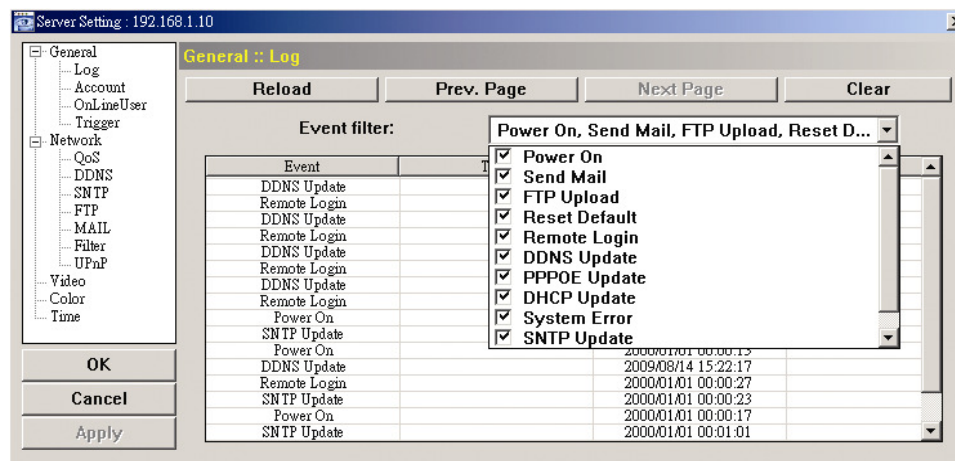 Server Setting : 192.168.1.10
General
Log
Account
OnLineUser
Trigger
Network
QoS
DDNS
SNTP
FTP
MAIL
Filter
UPnP
Video
Color
Time
OK
Cancel
Apply
General :: Log
Reload Prev. Page Next Page Clear
Event filter: Power On, Send Mail, FTP Upload, Reset D...
Power On
Send Mail
FTP Upload
Reset Default
Remote Login
DDNS Update
PPPOE Update
DHCP Update
System Error
SNTP Update
Event
DDNS Update
Remote Login
DDNS Update
Remote Login
DDNS Update
Remote Login
DDNS Update
Remote Login
Power On
SNTP Update
Power On 2000/01/01 00:00:13
DDNS Update 2009/08/14 15:22:17
Remote Login 2000/01/01 00:00:27
SNTP Update 2000/01/01 00:00:23
Power On 2000/01/01 00:00:17
SNTP Update 2000/01/01 00:01:01